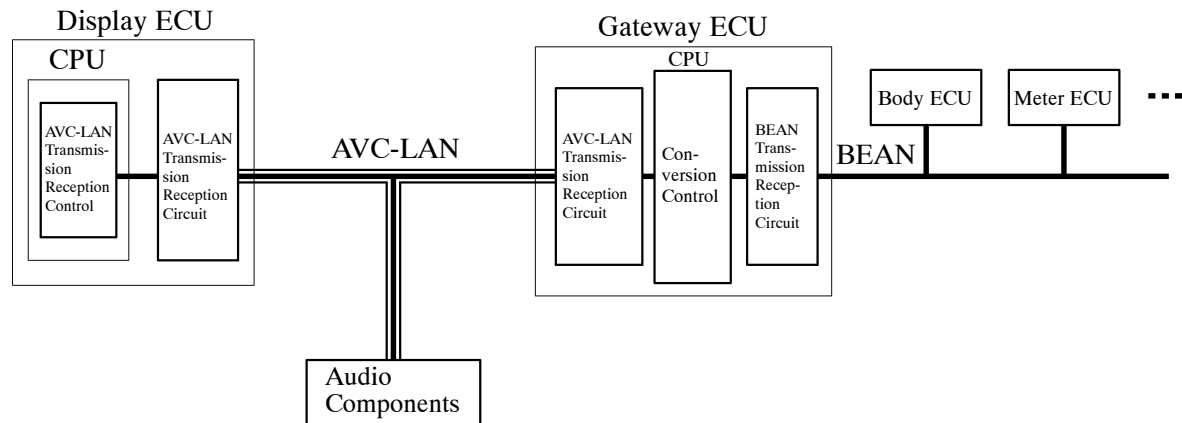 Display ECU
CPU
AVC-LAN
Transmis-
sion
Reception
Control
AVC-LAN
Transmis-
sion
Reception
Circuit
AVC-LAN
Audio
Components
Gateway ECU
CPU
AVC-LAN
Transmis-
sion
Reception
Circuit
Con-
version
Control
BEAN
Trans-
mission
Recep-
tion
Circuit
BEAN
Body ECU
Meter ECU